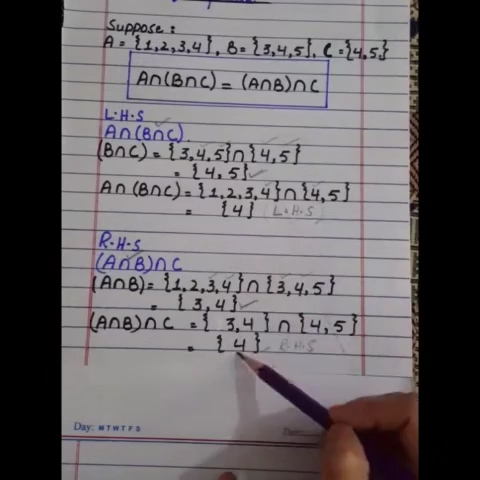 Suppose:
A = {1,2,3,4}, B = {3,4,5}, C = {4,5}
A∩(B∩C) = (A∩B)∩C
L.H.S
A∩(B∩C).
(B∩C) = {3,4,5}∩{4,5}
= {4,5}✓
A∩(B∩C) = {1,2,3,4}∩{4,5}
= {4} (L.H.S)
R.H.S
(A∩B)∩C
(A∩B) = {1,2,3,4}∩{3,4,5}
= {3,4}✓
(A∩B)∩C = {3,4}∩{4,5}
= {4} R.H.S
Day: M T W T F S
Date: